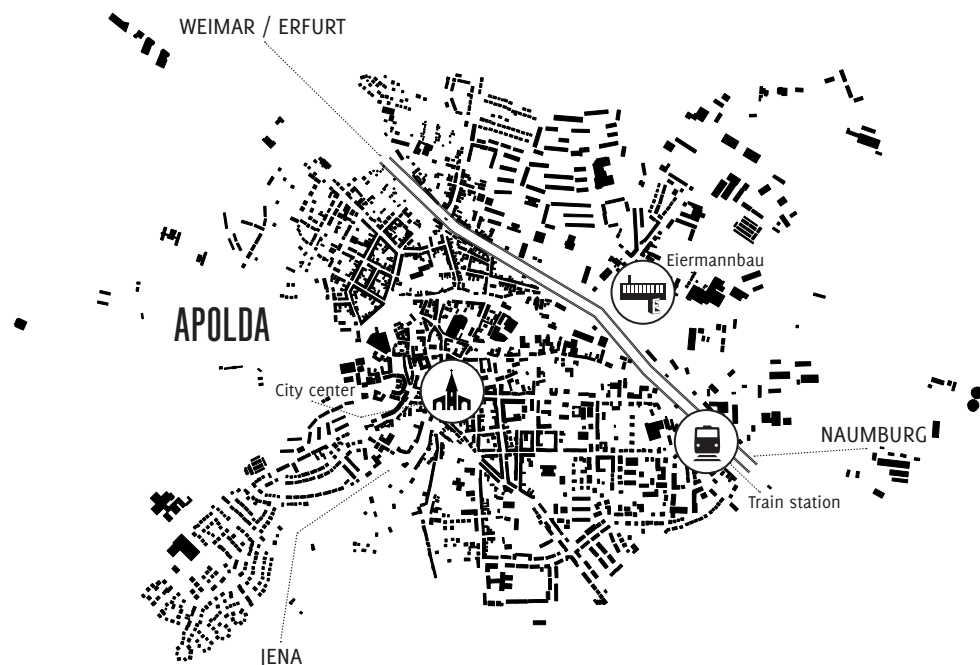 WEIMAR / ERFURT
Eiermannbau
APOLDA
City center
NAUMBURG
Train station
JENA